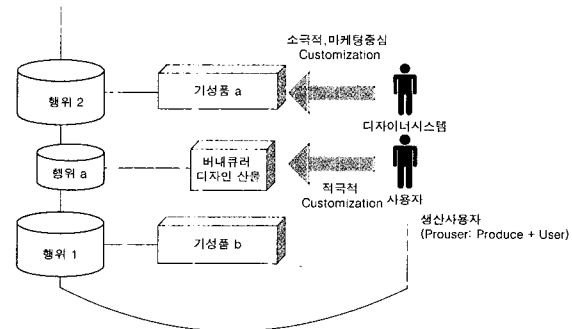 소극적,마케팅중심
Customization
행위 2
기성품 a
디자이너시스템
행위 a
버내큐러
디자인 산물
적극적
Customization
사용자
생산사용자
(Prouser: Produce + User)
행위 1
기성품 b